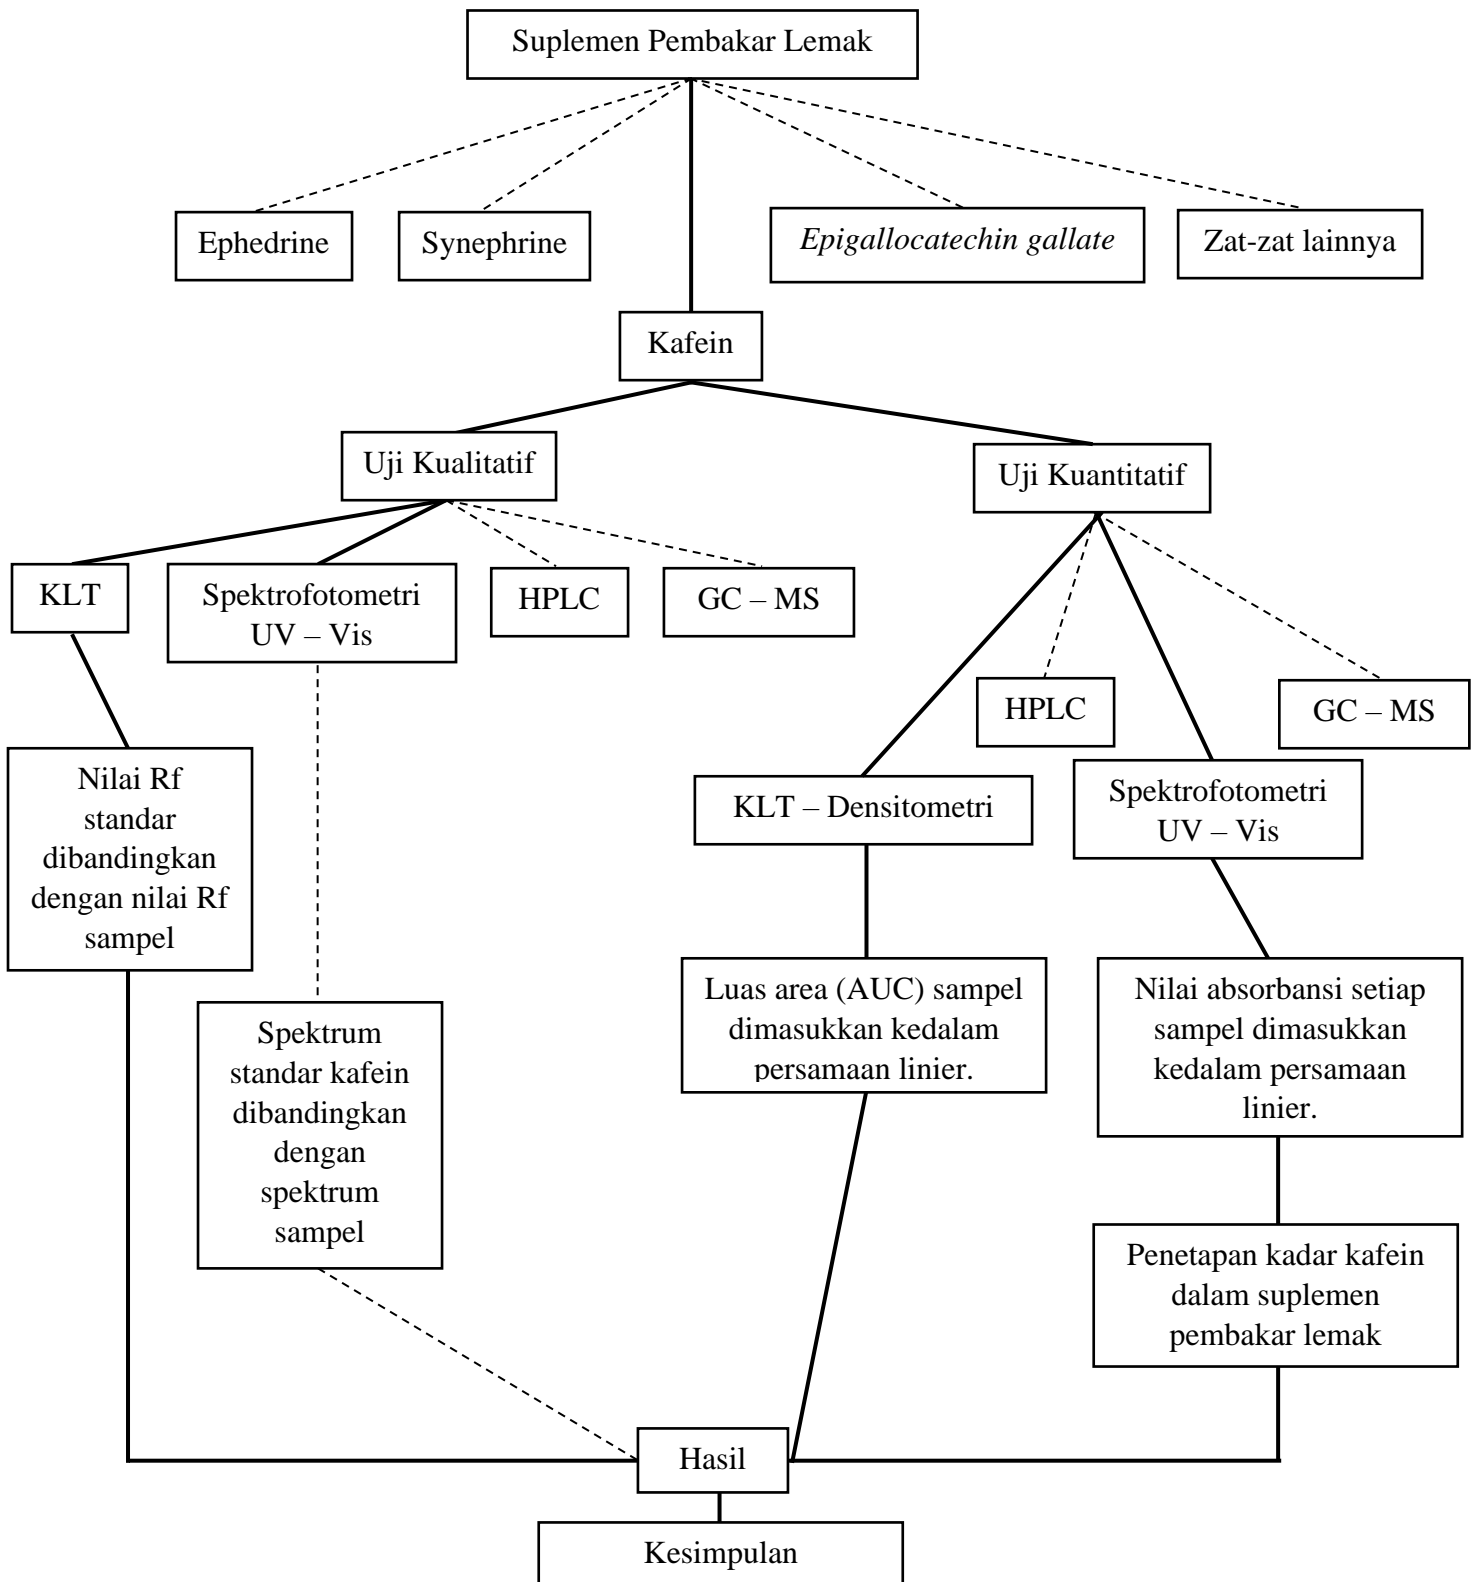 Suplemen Pembakar Lemak
Ephedrine
Synephrine
Epigallocatechin gallate
Zat-zat lainnya
Kafein
Uji Kualitatif
Uji Kuantitatif
KLT
Spektrofotometri
UV – Vis
HPLC
GC – MS
HPLC
GC – MS
KLT – Densitometri
Spektrofotometri
UV – Vis
Nilai Rf
standar
dibandingkan
dengan nilai Rf
sampel
Spektrum
standar kafein
dibandingkan
dengan
spektrum
sampel
Luas area (AUC) sampel
dimasukkan kedalam
persamaan linier.
Nilai absorbansi setiap
sampel dimasukkan
kedalam persamaan
linier.
Penetapan kadar kafein
dalam suplemen
pembakar lemak
Hasil
Kesimpulan